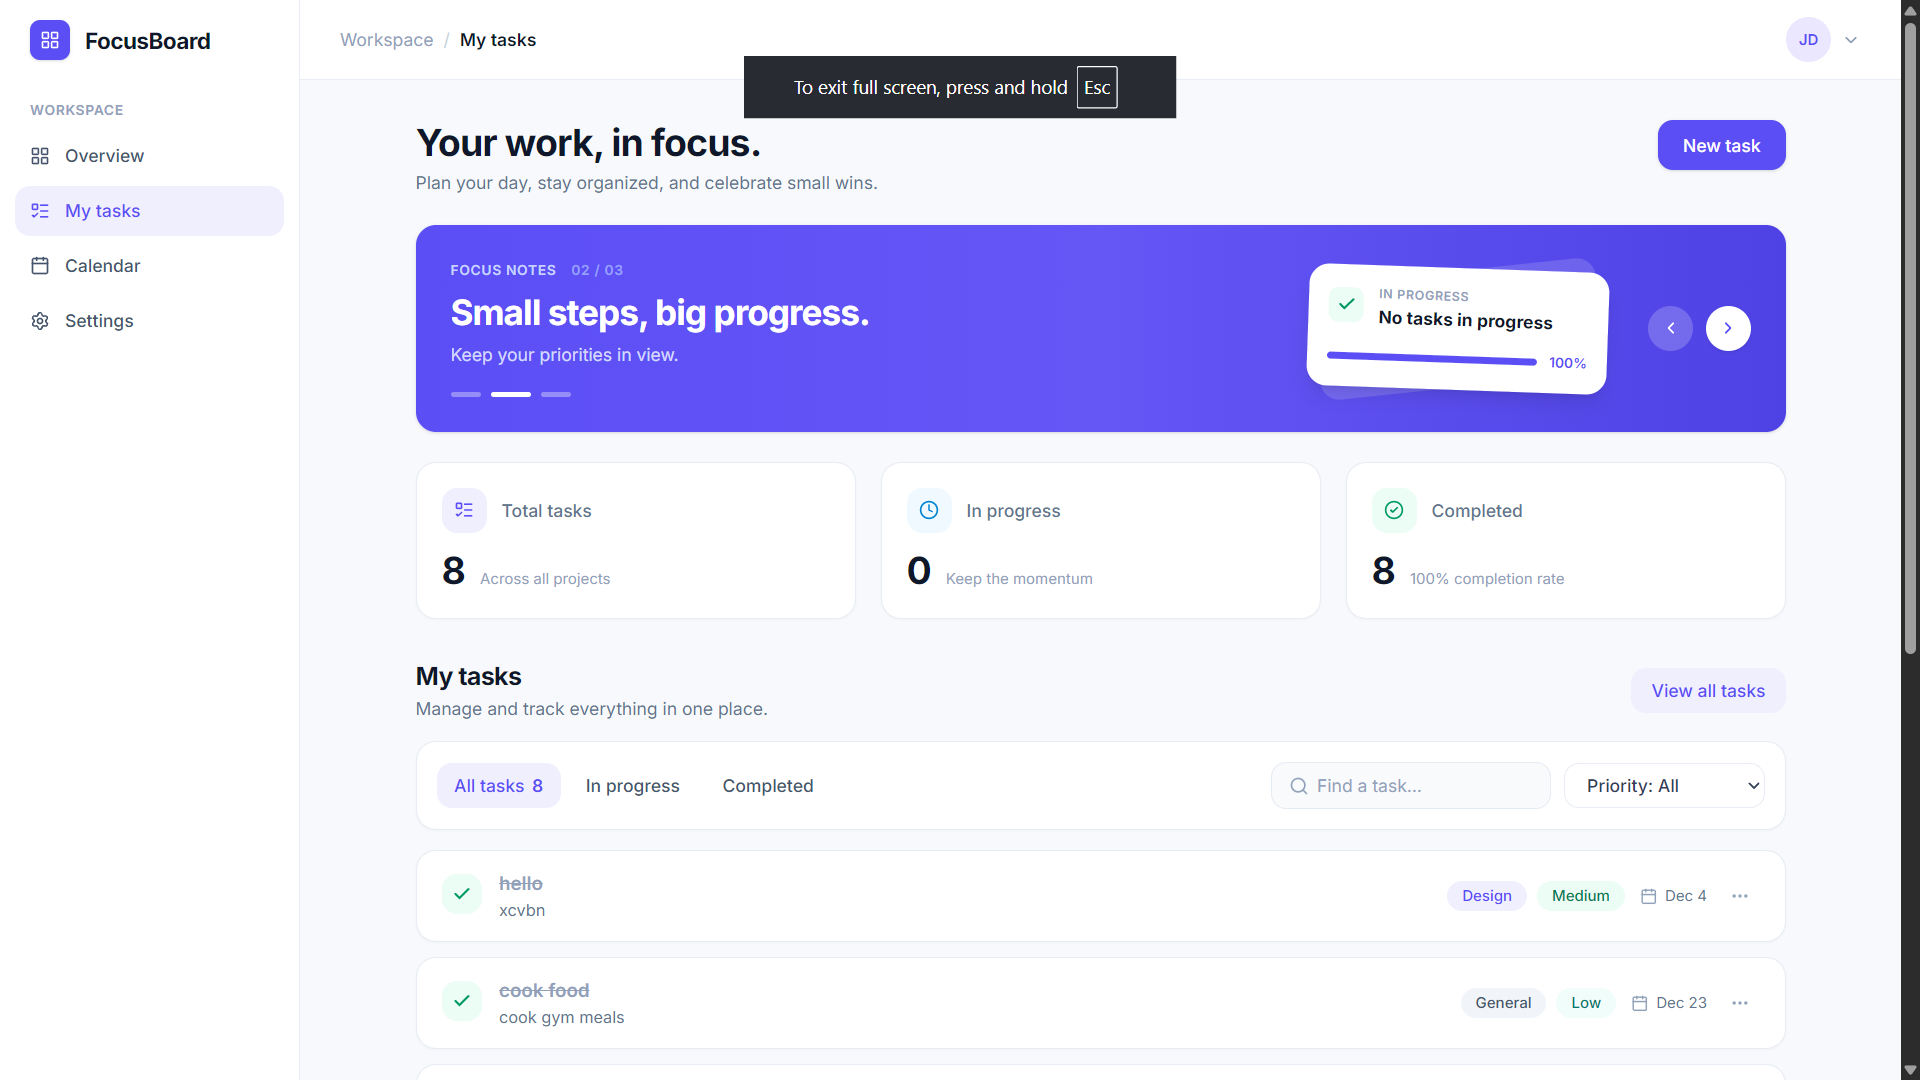 FocusBoard
WORKSPACE
Overview
My tasks
Calendar
Settings
Workspace / My tasks
JD
To exit full screen, press and hold Esc
Your work, in focus.
Plan your day, stay organized, and celebrate small wins.
New task
FOCUS NOTES 02 / 03
Small steps, big progress.
Keep your priorities in view.
IN PROGRESS
No tasks in progress
100%
Total tasks
8 Across all projects
In progress
0 Keep the momentum
Completed
8 100% completion rate
My tasks
Manage and track everything in one place.
View all tasks
All tasks 8
In progress
Completed
Find a task...
Priority: All
hello
xcvbn
Design
Medium
Dec 4
cook food
cook gym meals
General
Low
Dec 23